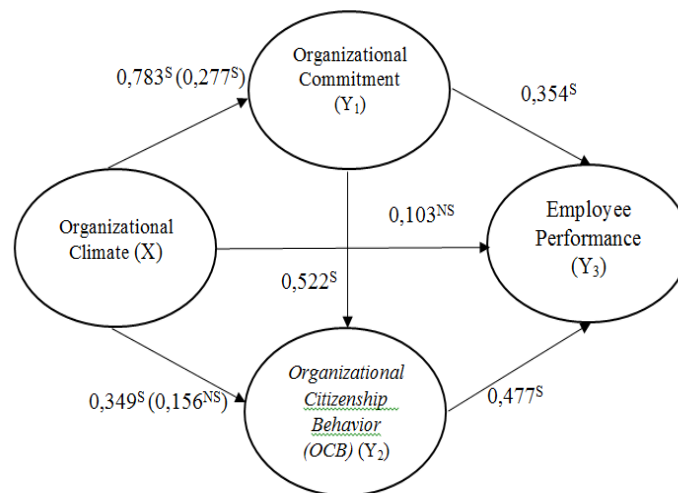 Organizational
Commitment
(Y₁)
0,783ˢ (0,277ˢ)
0,354ˢ
Organizational
Climate (X)
0,103ᴺˢ
Employee
Performance
(Y₃)
0,522ˢ
Organizational
Citizenship
Behavior
(OCB) (Y₂)
0,349ˢ (0,156ᴺˢ)
0,477ˢ